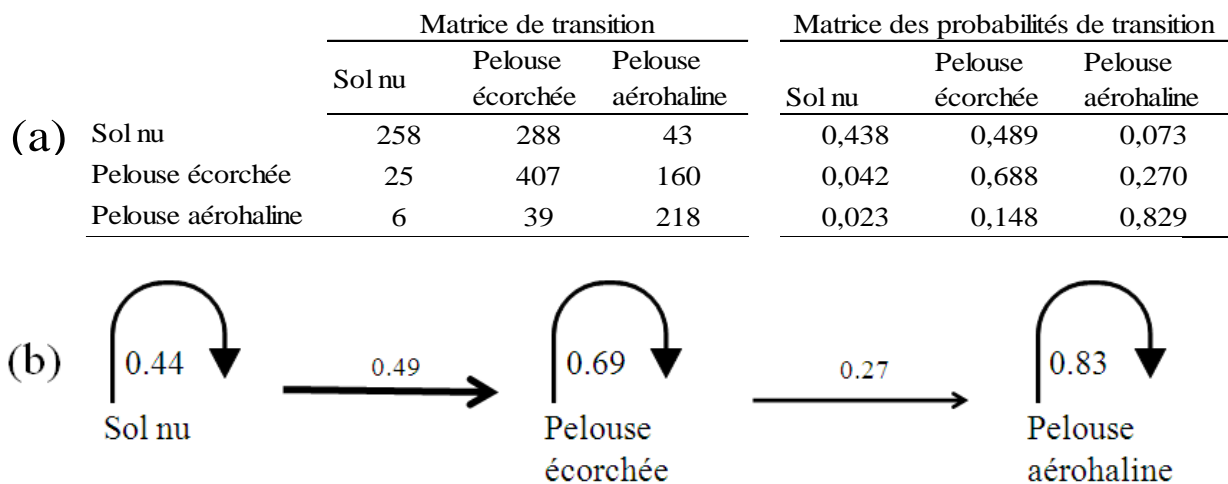 Matrice de transition Matrice des probabilités de transition
Sol nu Pelouse écorchée Pelouse aérohaline Sol nu Pelouse écorchée Pelouse aérohaline
(a) Sol nu 258 288 43 0,438 0,489 0,073
Pelouse écorchée 25 407 160 0,042 0,688 0,270
Pelouse aérohaline 6 39 218 0,023 0,148 0,829
(b) 0.44 0.49 0.69 0.27 0.83
Sol nu Pelouse Pelouse
écorchée aérohaline